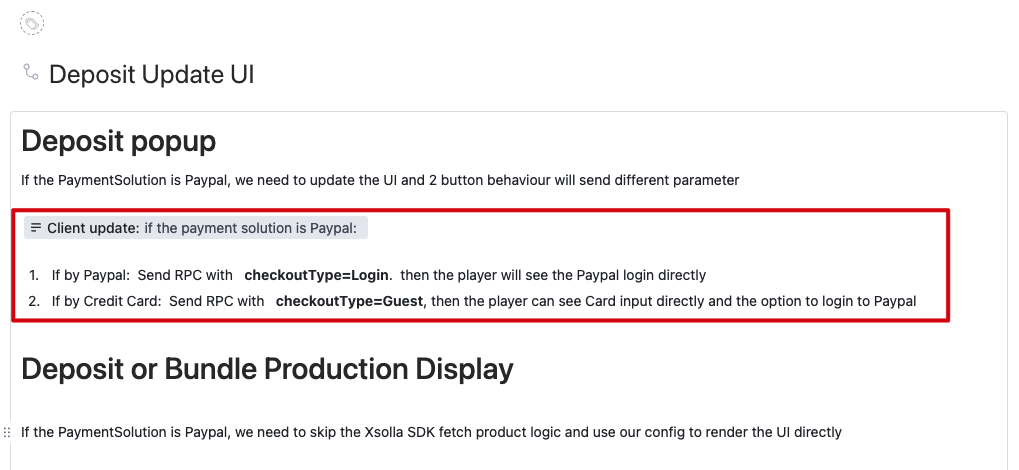 Deposit Update UI
Deposit popup
If the PaymentSolution is Paypal, we need to update the UI and 2 button behaviour will send different parameter
Client update: if the payment solution is Paypal:
1. If by Paypal: Send RPC with checkoutType=Login. then the player will see the Paypal login directly
2. If by Credit Card: Send RPC with checkoutType=Guest, then the player can see Card input directly and the option to login to Paypal
Deposit or Bundle Production Display
If the PaymentSolution is Paypal, we need to skip the Xsolla SDK fetch product logic and use our config to render the UI directly